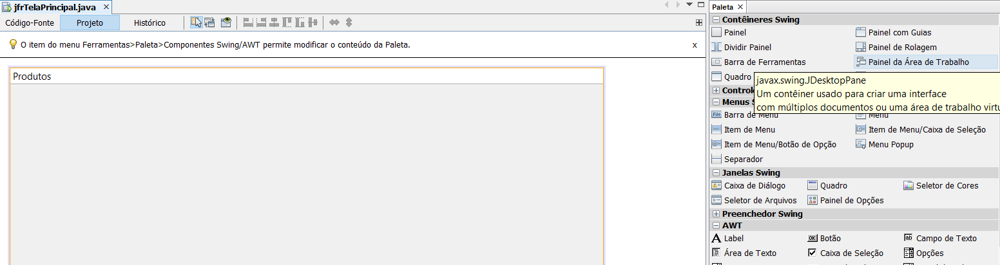 jfrTelaPrincipal.java
Código-Fonte Projeto Histórico
O item do menu Ferramentas>Paleta>Componentes Swing/AWT permite modificar o conteúdo da Paleta. x
Produtos
Paleta
Contêineres Swing
Painel Painel com Guias
Dividir Painel Painel de Rolagem
Barra de Ferramentas Painel da Área de Trabalho
Quadro
javax.swing.JDesktopPane
Um contêiner usado para criar uma interface
com múltiplos documentos ou uma área de trabalho virtu
Menus
Barra de Menu Menu
File
Item de Menu Item de Menu/Caixa de Seleção
Item de Menu/Botão de Opção Menu Popup
Separador
Janelas Swing
Caixa de Diálogo Quadro Seletor de Cores
Seletor de Arquivos Painel de Opções
Preenchedor Swing
AWT
A Label OK Botão ab Campo de Texto
Área de Texto Caixa de Seleção Opções